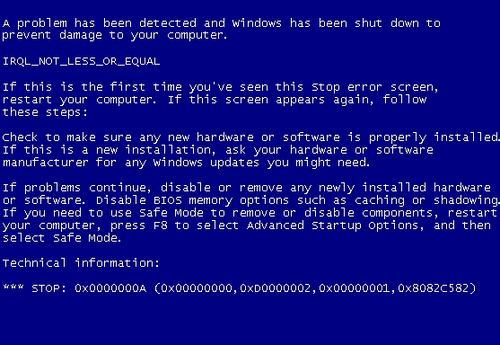 A problem has been detected and Windows has been shut down to
prevent damage to your computer.
IRQL_NOT_LESS_OR_EQUAL
If this is the first time you've seen this Stop error screen,
restart your computer. If this screen appears again, follow
these steps:
Check to make sure any new hardware or software is properly installed.
If this is a new installation, ask your hardware or software
manufacturer for any Windows updates you might need.
If problems continue, disable or remove any newly installed hardware
or software. Disable BIOS memory options such as caching or shadowing.
If you need to use Safe Mode to remove or disable components, restart
your computer, press F8 to select Advanced Startup Options, and then
select Safe Mode.
Technical information:
*** STOP: 0x0000000A (0x00000000,0xD0000002,0x00000001,0x8082C582)